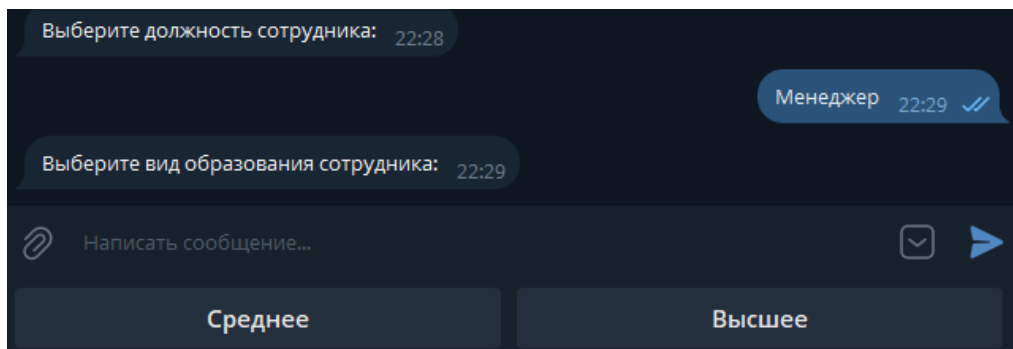 Выберите должность сотрудника: 22:28
Менеджер 22:29
Выберите вид образования сотрудника: 22:29
Написать сообщение...
Среднее Высшее